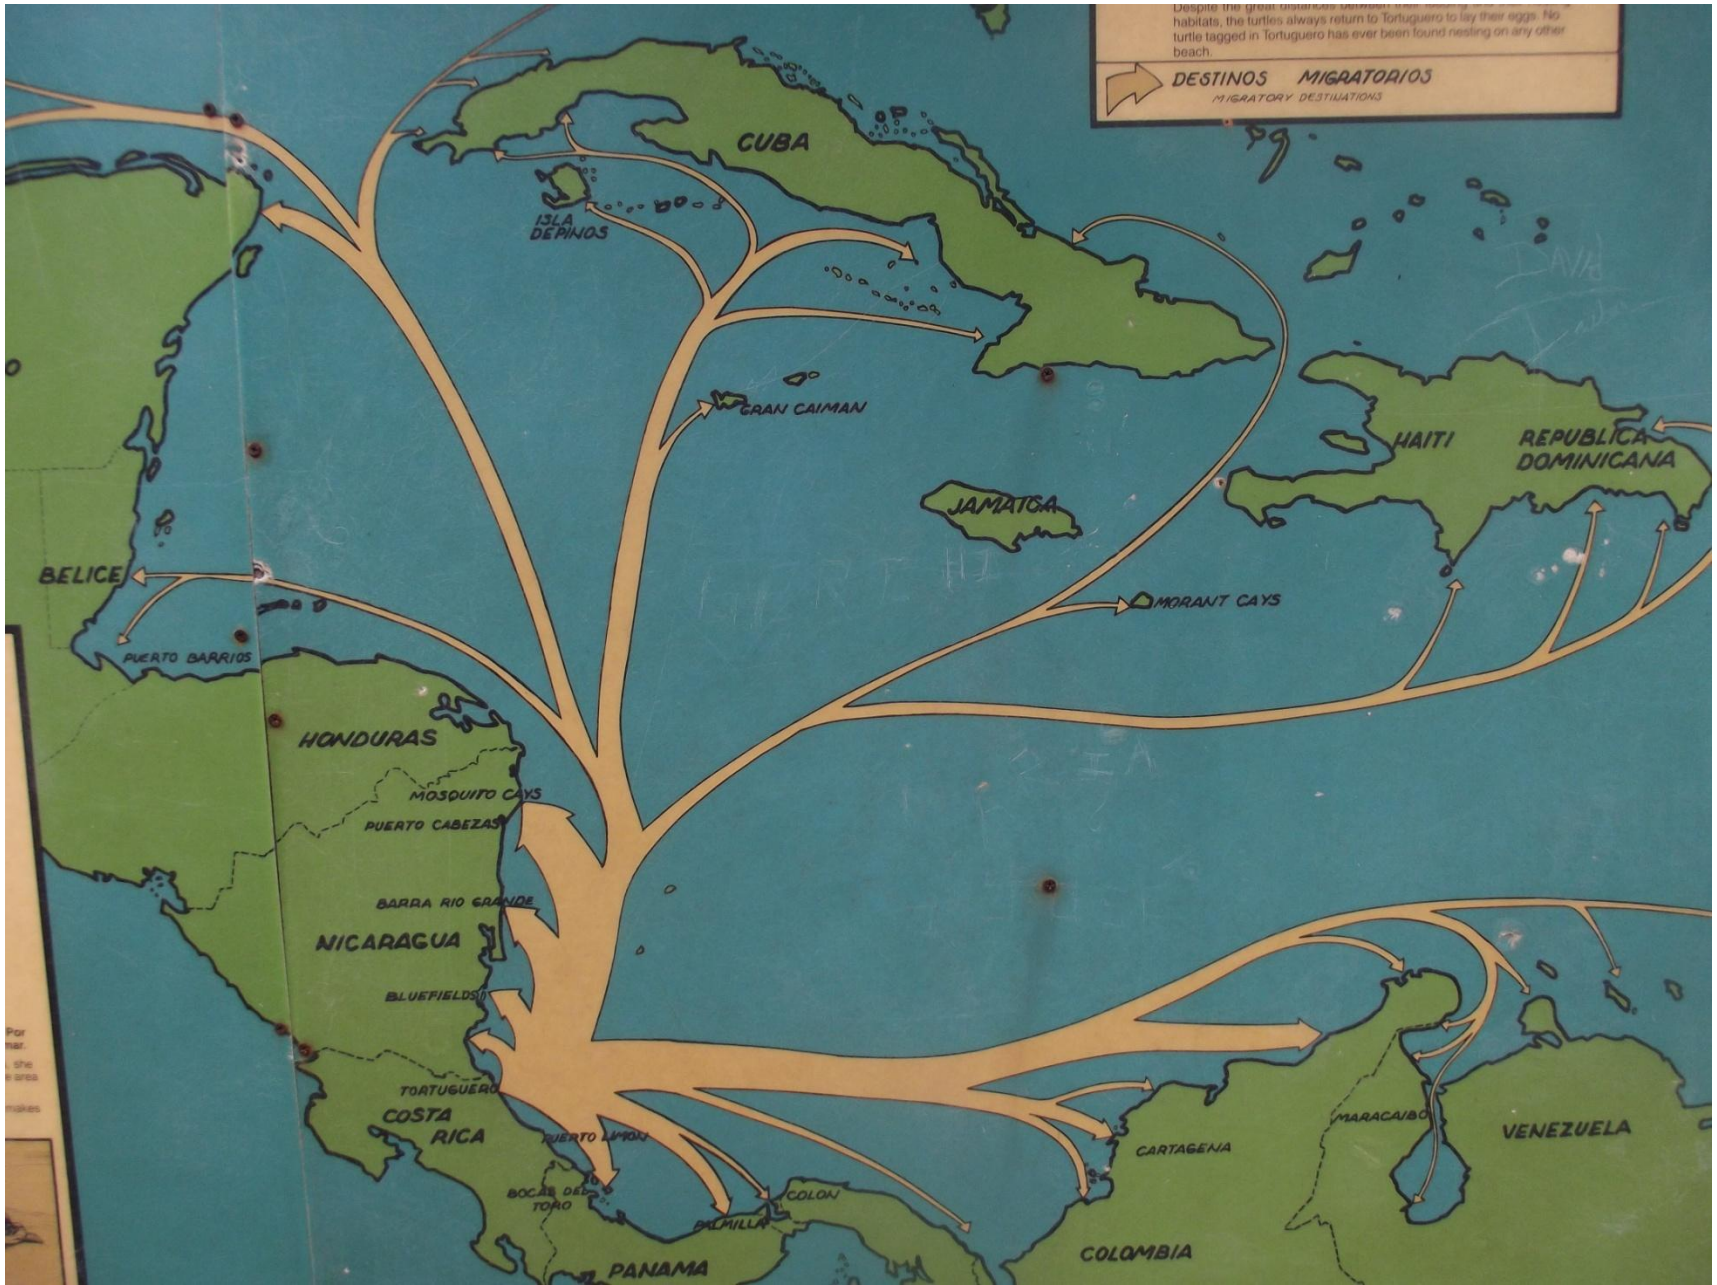 Despite the great distances between their feeding and
habitats, the turtles always return to Tortuguero to lay their eggs. No
turtle tagged in Tortuguero has ever been found nesting on any other
beach.
DESTINOS MIGRATORIOS
MIGRATORY DESTINATIONS
CUBA
ISLA
DE PINOS
GRAN CAIMAN
HAITI
REPUBLICA
DOMINICANA
JAMAICA
BELICE
MORANT CAYS
PUERTO BARRIOS
HONDURAS
MOSQUITO CAYS
PUERTO CABEZAS
BARRA RIO GRANDE
NICARAGUA
BLUEFIELDS
Por
mar.
she
e area
makes
TORTUGUERO
COSTA
RICA
PUERTO LIMON
MARACAIBO
VENEZUELA
CARTAGENA
BOCAS DEL
TORO
COLON
PALMILLA
COLOMBIA
PANAMA